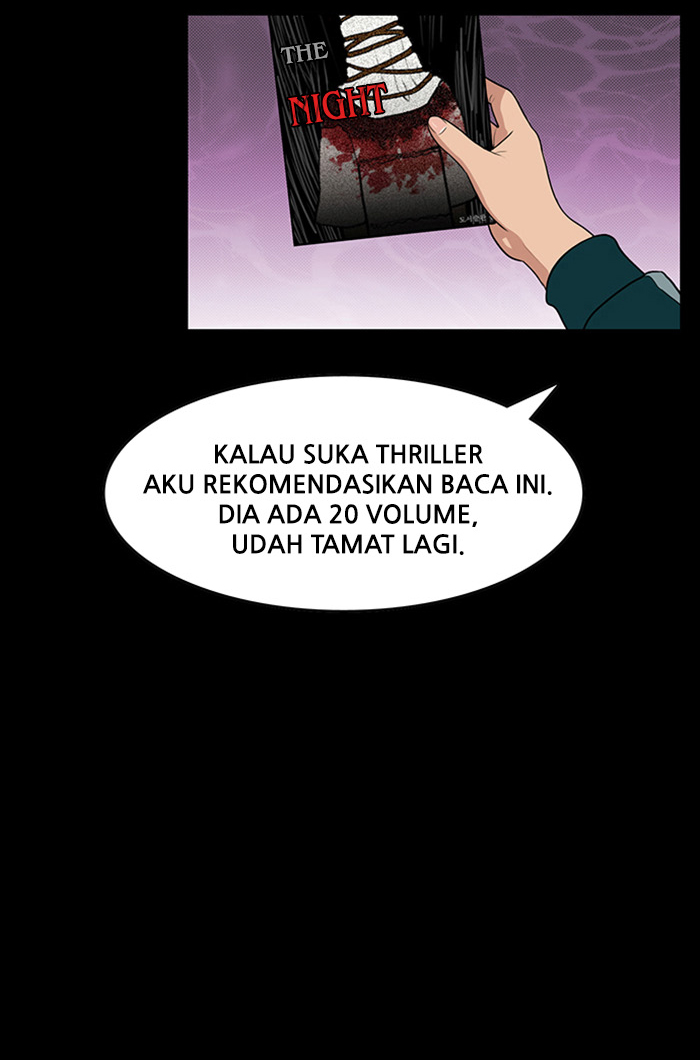 THE
NIGHT
KALAU SUKA THRILLER
AKU REKOMENDASIKAN BACA INI.
DIA ADA 20 VOLUME,
UDAH TAMAT LAGI.